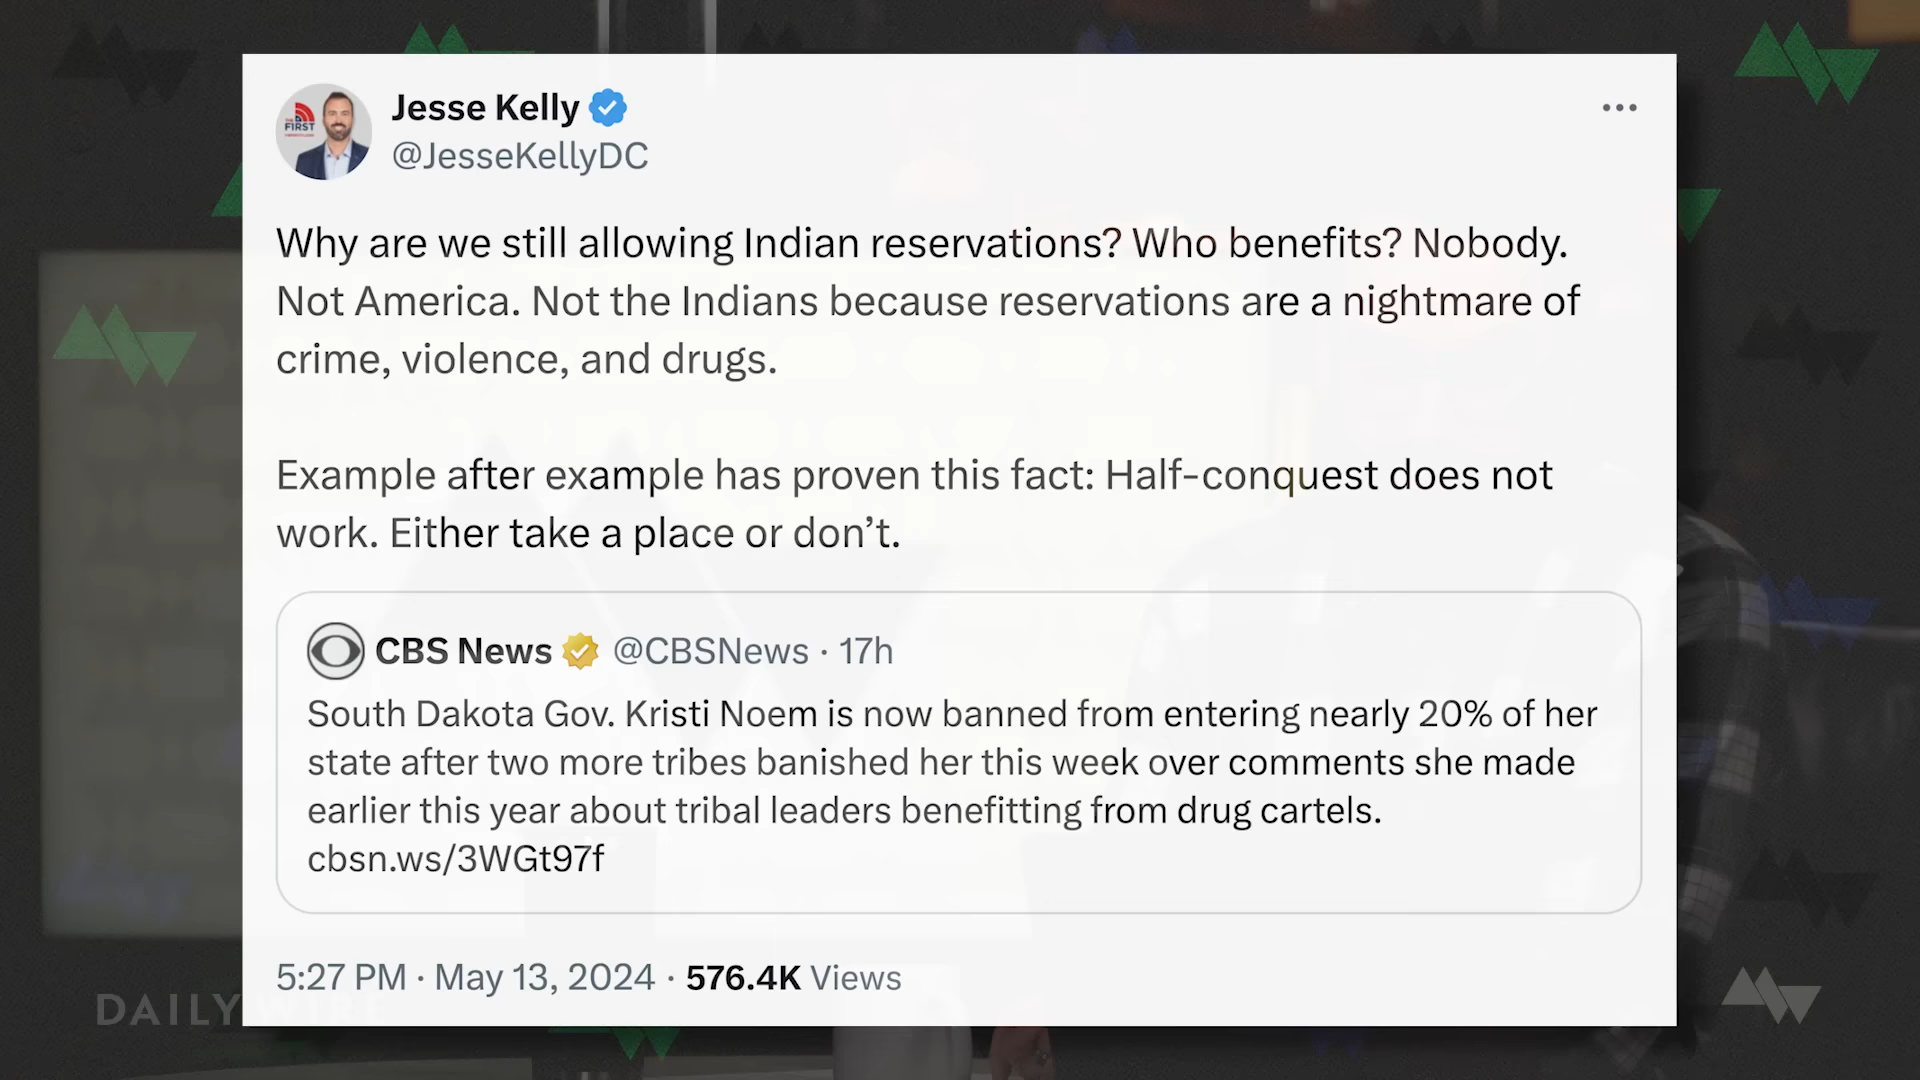 Jesse Kelly
@JesseKellyDC
THE
FIRST
Why are we still allowing Indian reservations? Who benefits? Nobody.
Not America. Not the Indians because reservations are a nightmare of
crime, violence, and drugs.
Example after example has proven this fact: Half-conquest does not
work. Either take a place or don’t.
CBS News @CBSNews · 17h
South Dakota Gov. Kristi Noem is now banned from entering nearly 20% of her
state after two more tribes banished her this week over comments she made
earlier this year about tribal leaders benefitting from drug cartels.
cbsn.ws/3WGt97f
5:27 PM · May 13, 2024 · 576.4K Views
DAILY WIRE